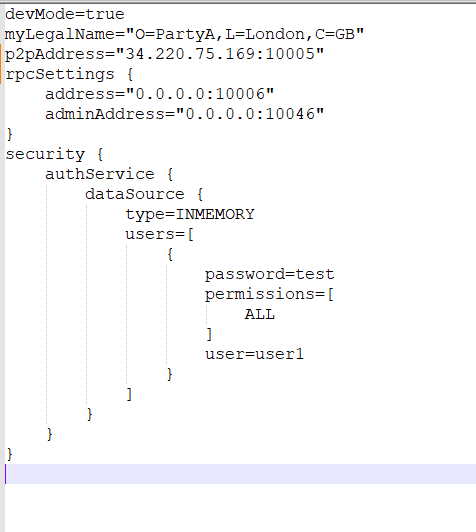 devMode=true
myLegalName="O=PartyA,L=London,C=GB"
p2pAddress="34.220.75.169:10005"
rpcSettings {
    address="0.0.0.0:10006"
    adminAddress="0.0.0.0:10046"
}
security {
    authService {
        dataSource {
            type=INMEMORY
            users=[
                {
                    password=test
                    permissions=[
                        ALL
                    ]
                    user=user1
                }
            ]
        }
    }
}